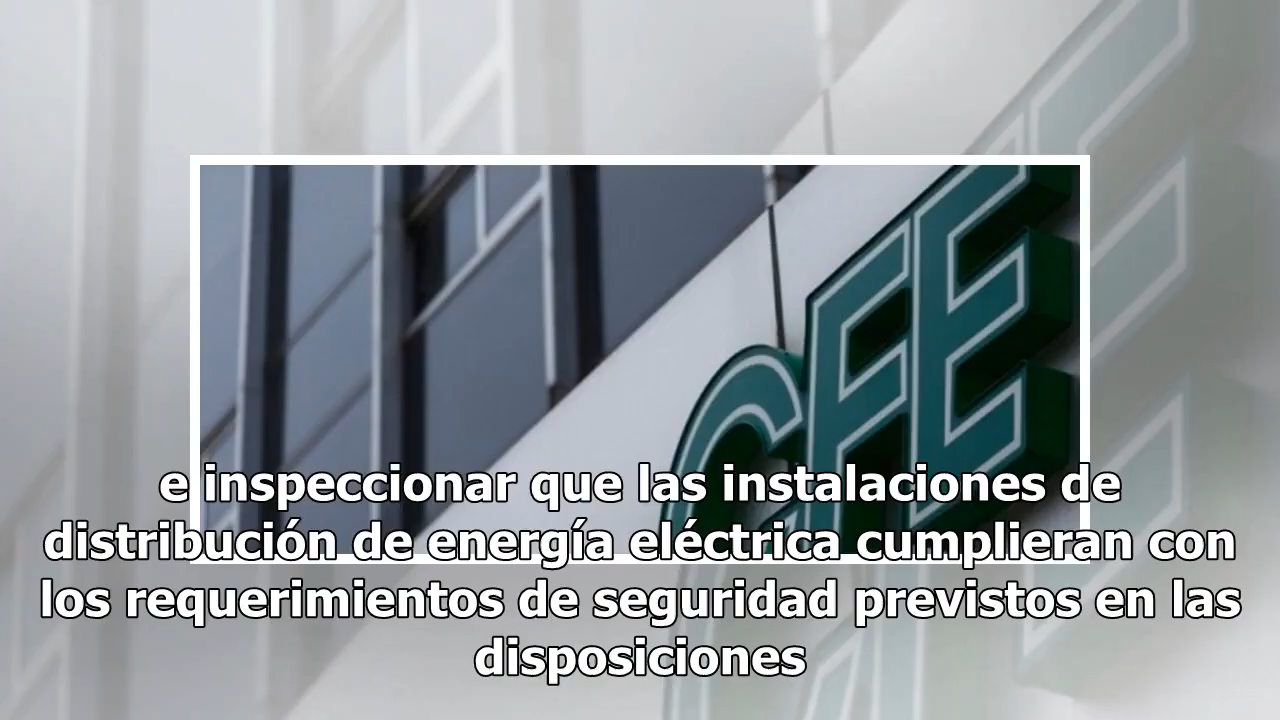 CFE
e inspeccionar que las instalaciones de
distribución de energía eléctrica cumplieran con
los requerimientos de seguridad previstos en las
disposiciones